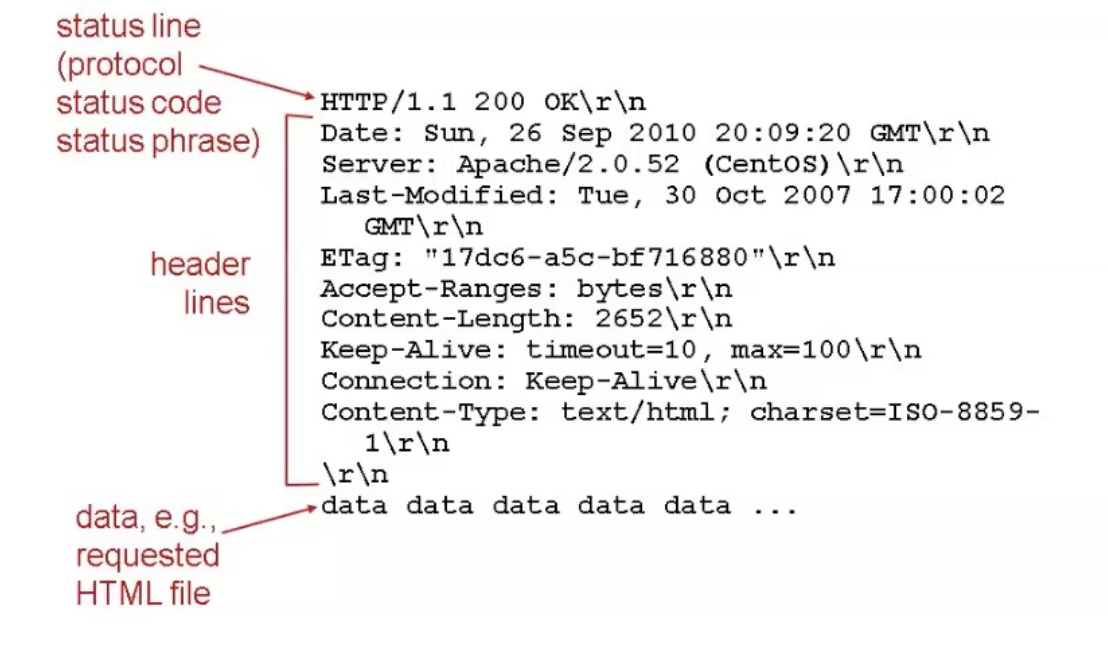 status line
(protocol
status code
status phrase)
HTTP/1.1 200 OK\r\n
Date: Sun, 26 Sep 2010 20:09:20 GMT\r\n
Server: Apache/2.0.52 (CentOS)\r\n
Last-Modified: Tue, 30 Oct 2007 17:00:02
GMT\r\n
ETag: "17dc6-a5c-bf716880"\r\n
Accept-Ranges: bytes\r\n
Content-Length: 2652\r\n
Keep-Alive: timeout=10, max=100\r\n
Connection: Keep-Alive\r\n
Content-Type: text/html; charset=ISO-8859-
1\r\n
\r\n
header
lines
data data data data data ...
data, e.g.,
requested
HTML file